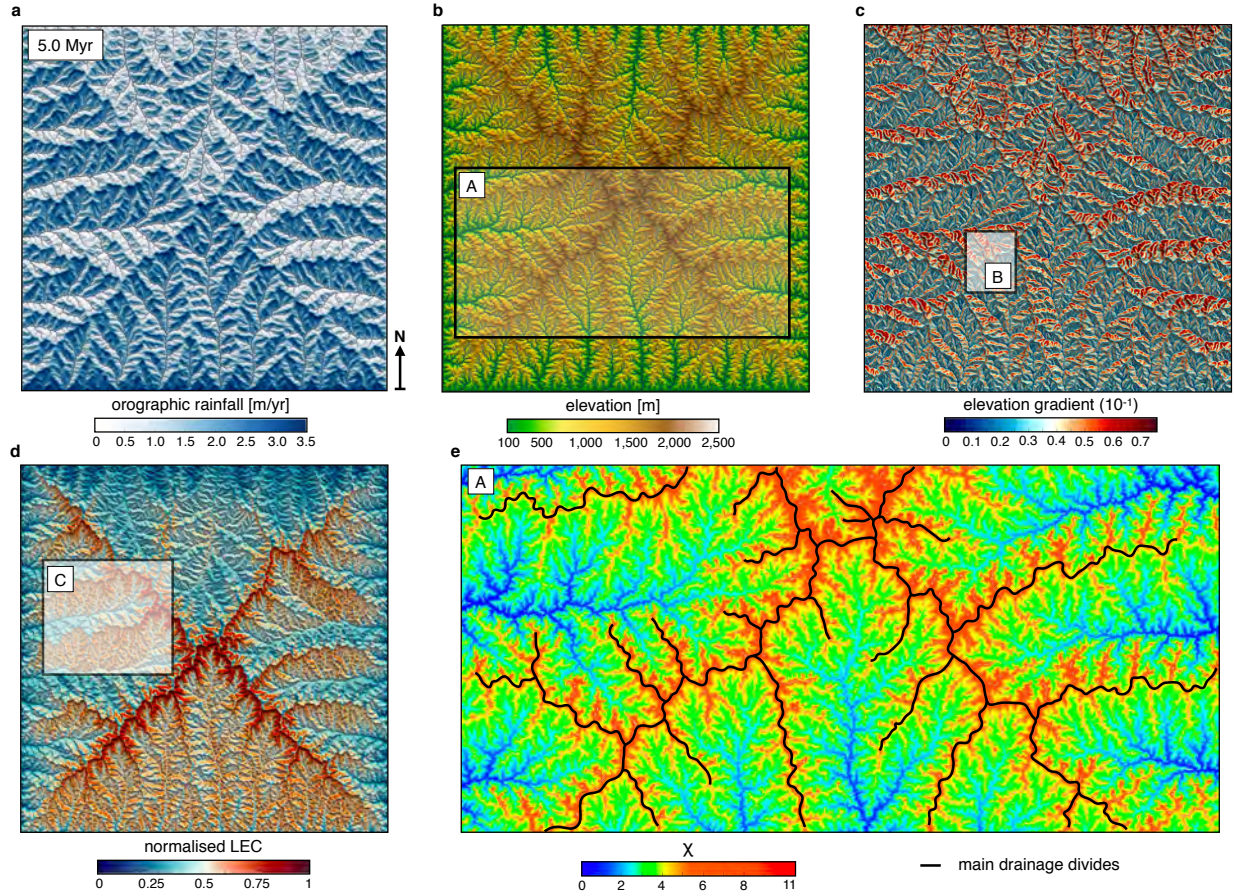 a
b
c
5.0 Myr
A
B
N
orographic rainfall [m/yr]
0 0.5 1.0 1.5 2.0 2.5 3.0 3.5
elevation [m]
100 500 1,000 1,500 2,000 2,500
elevation gradient (10-1)
0 0.1 0.2 0.3 0.4 0.5 0.6 0.7
d
e
C
A
normalised LEC
0 0.25 0.5 0.75 1
χ
0 2 4 6 8 11
main drainage divides